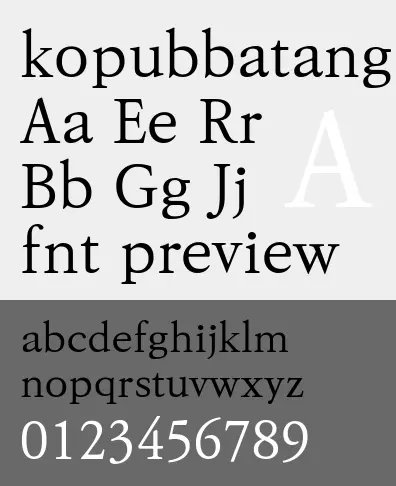 kopubbatang
Aa Ee Rr
A
Bb Gg Jj
fnt preview
abcdefghijklm
nopqrstuvwxyz
0123456789